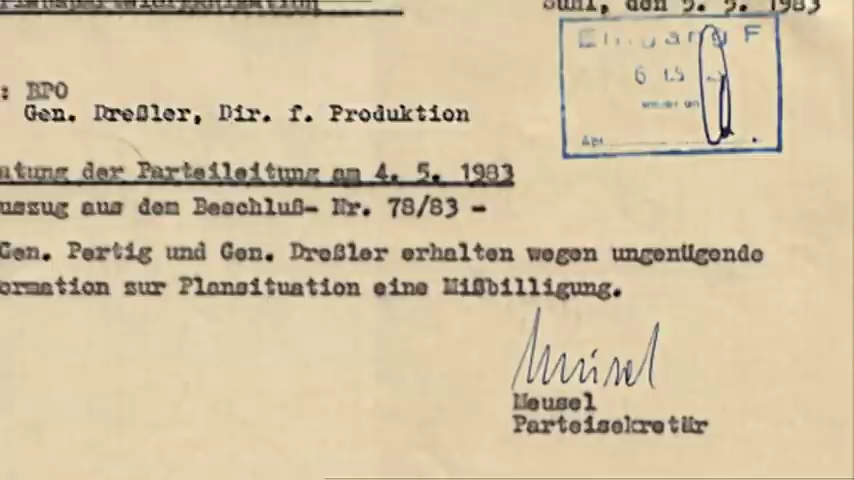 Suhl, den 5. 5. 1983
Eingang F
: BPO
Gen. Dreßler, Dir. f. Produktion
atung der Parteileitung am 4. 5. 1983
uszug aus dem Beschluß- Nr. 78/83 -
Gen. Pertig und Gen. Dreßler erhalten wegen ungenügende
ormation zur Plansituation eine Mißbilligung.
Meusel
Parteisekretär